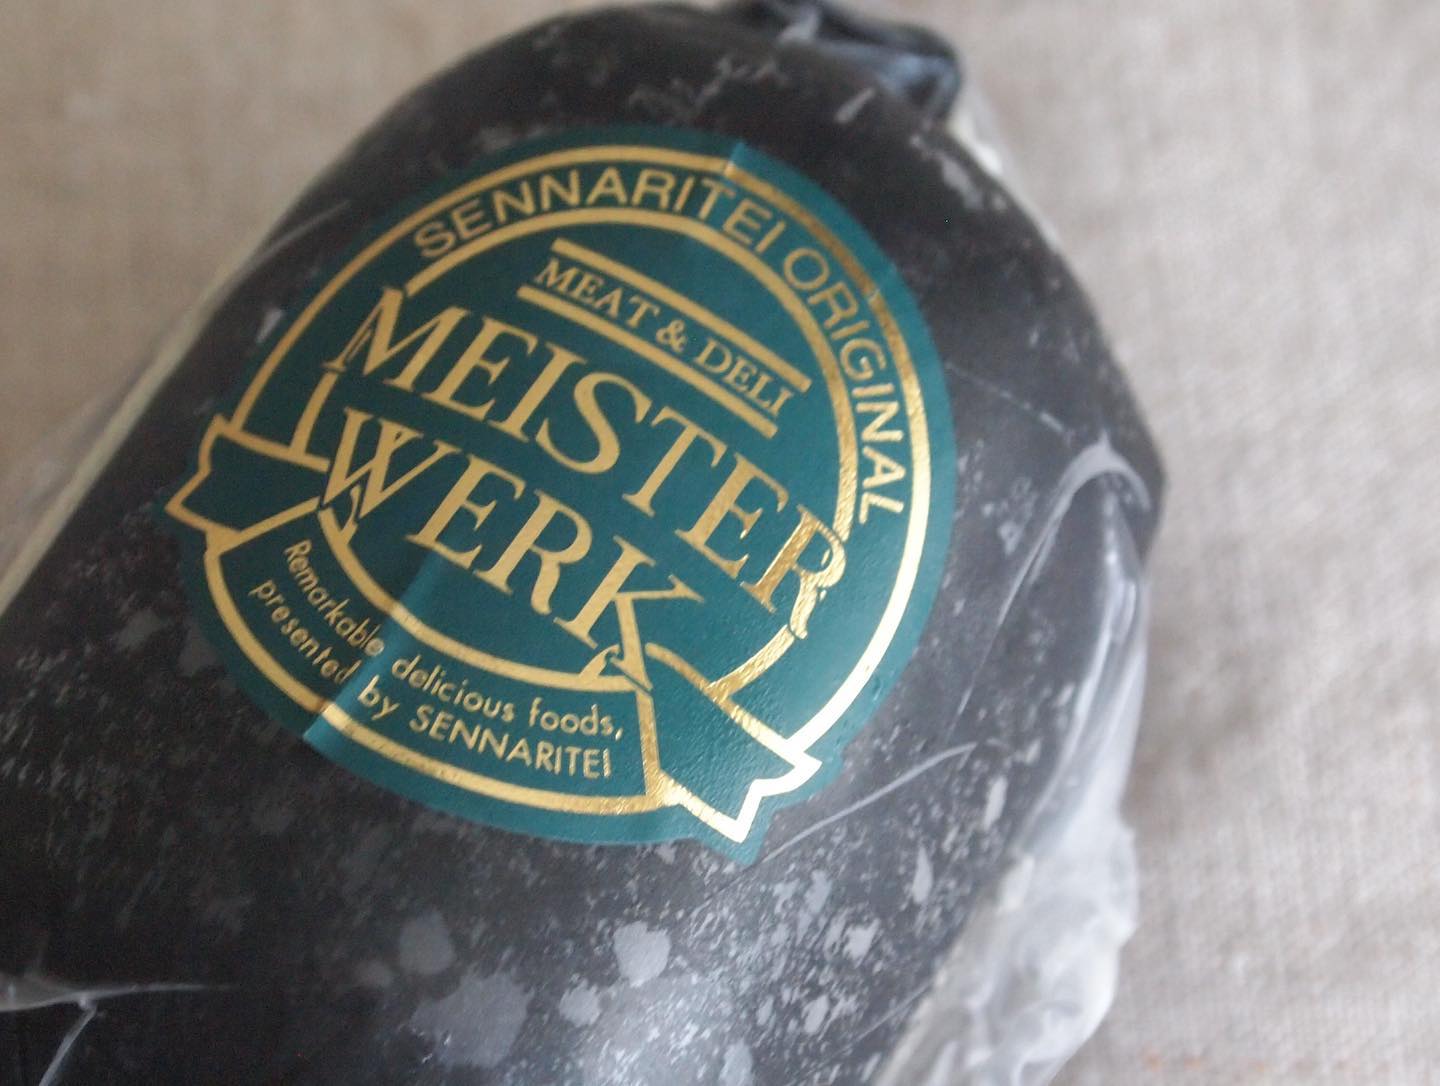 SENNARITEI ORIGINAL
MEAT & DELI
MEISTER
WERK
Remarkable delicious foods,
presented by SENNARITEI